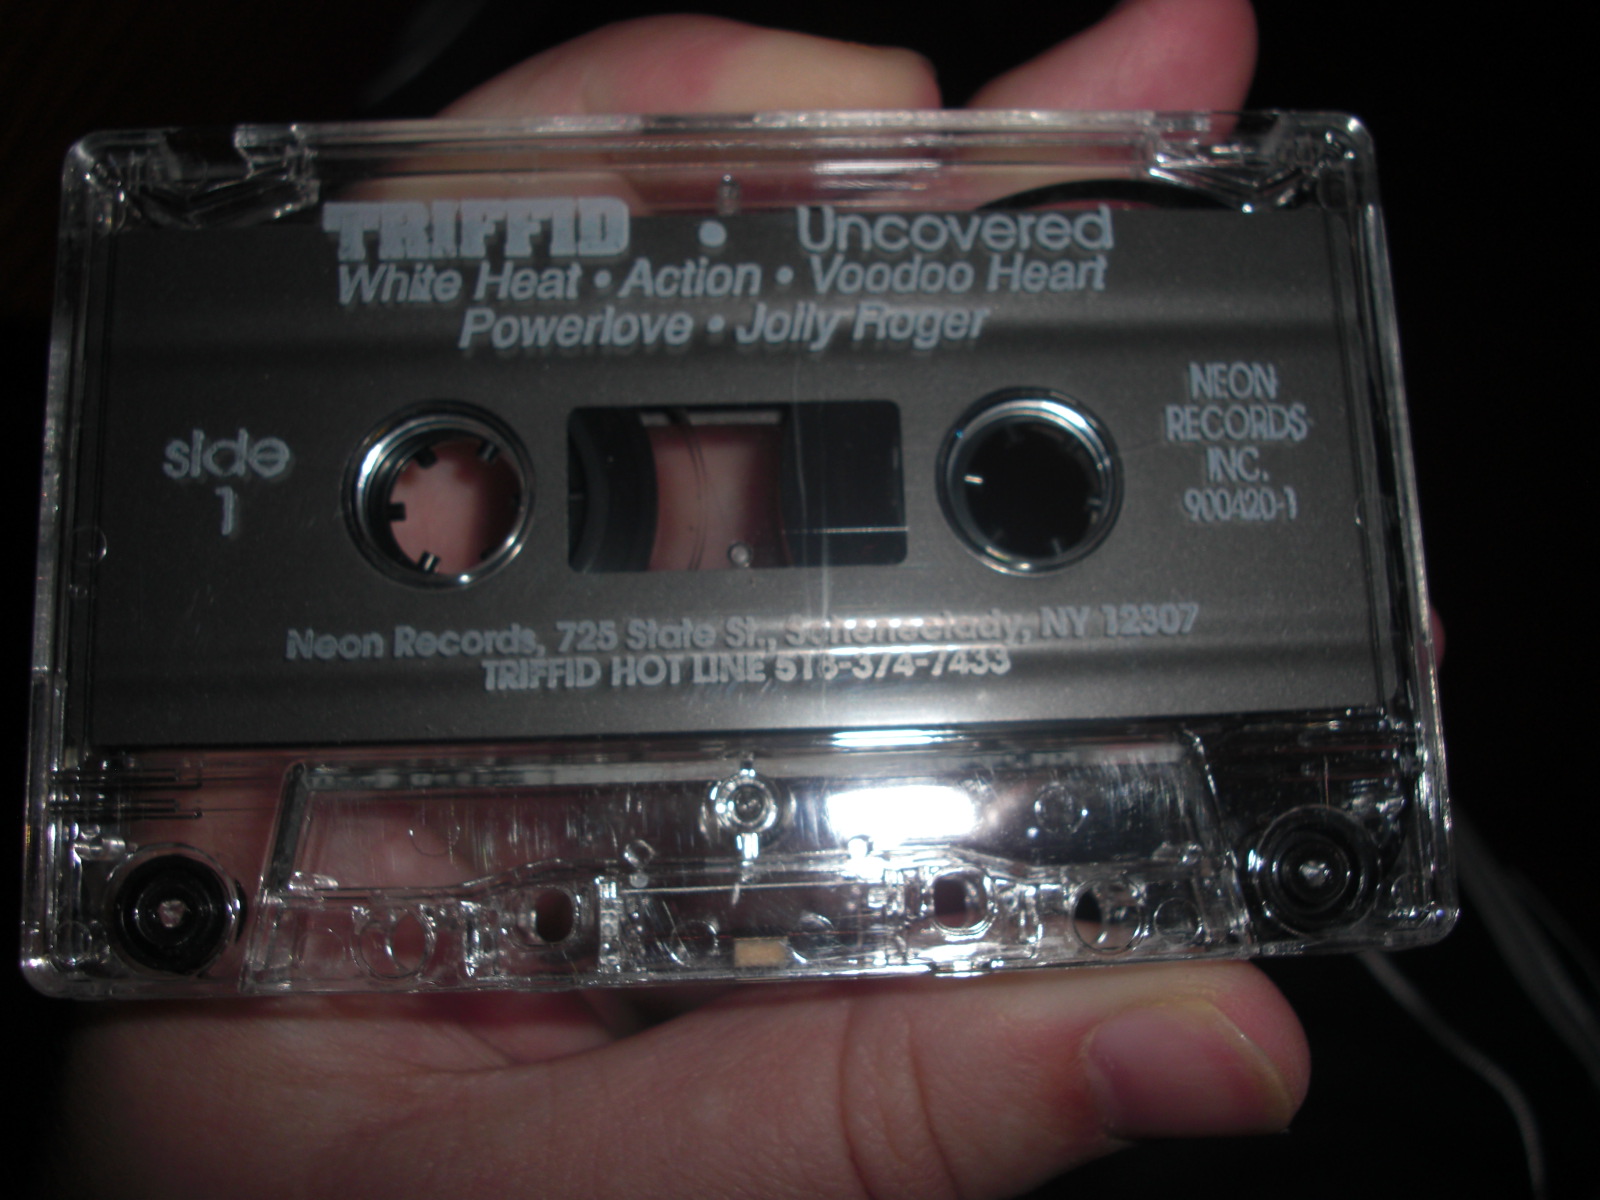 TRIFFID • Uncovered
White Heat • Action • Voodoo Heart
Powerlove • Jolly Roger
side
1
NEON
RECORDS
INC.
900420-1
Neon Records, 725 State St., Schenectady, NY 12307
TRIFFID HOT LINE 518-374-7433